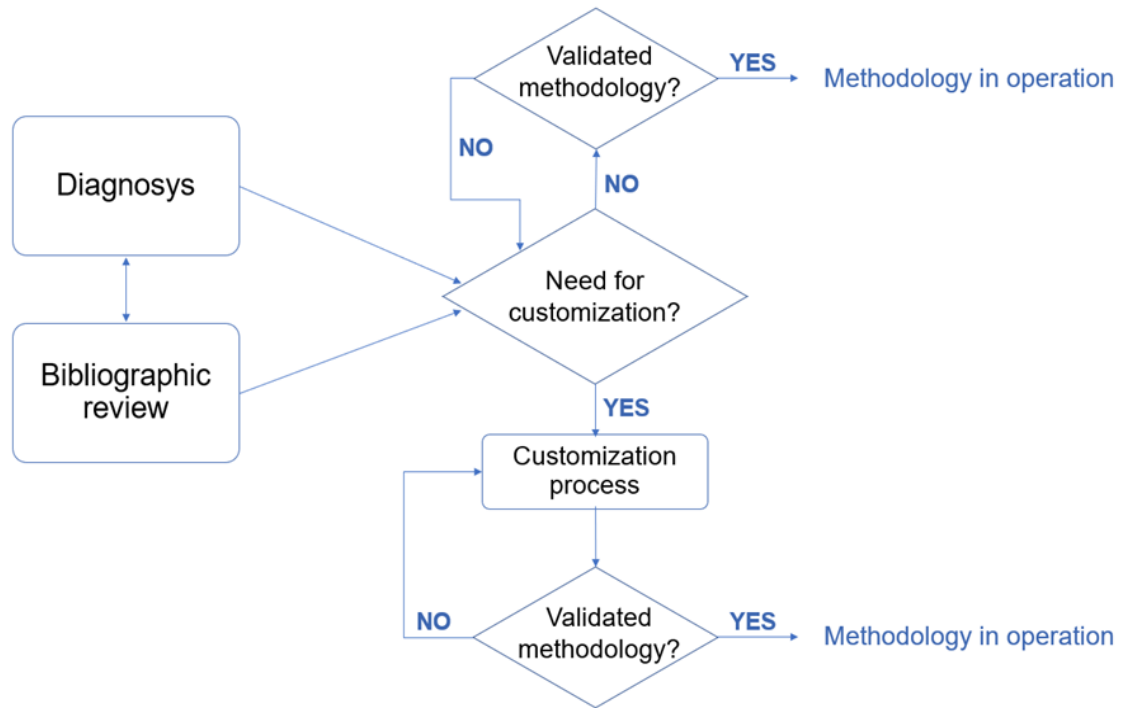 Validated
methodology?
YES
Methodology in operation
NO
Diagnosys
NO
Need for
customization?
Bibliographic
review
YES
Customization
process
NO
Validated
methodology?
YES
Methodology in operation